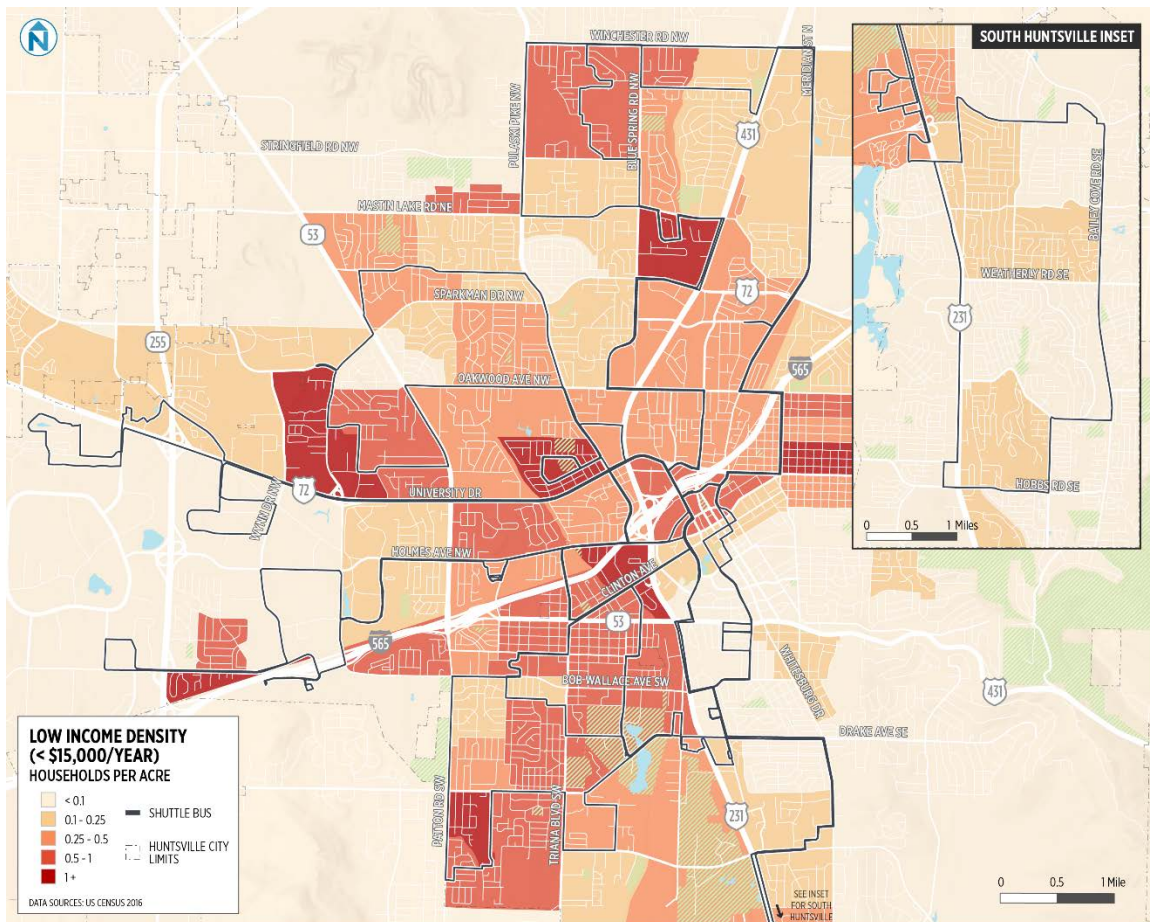 N
WINCHESTER RD NW
MERIDIAN ST N
SOUTH HUNTSVILLE INSET
PULASKI PIKE NW
BLUE SPRING RD NW
431
STRINGFIELD RD NW
MASTIN LAKE RD NE
53
SPARKMAN DR NW
72
255
565
OAKWOOD AVE NW
BAILEY COVE RD SE
WEATHERLY RD SE
231
HOBBS RD SE
0 0.5 1 Miles
72
UNIVERSITY DR
WYNN DR NW
HOLMES AVE NW
CLINTON AVE
53
565
BOB WALLACE AVE SW
WHITESBURG DR
431
DRAKE AVE SE
PATTON RD SW
TRIANA BLVD SW
231
LOW INCOME DENSITY
(< $15,000/YEAR)
HOUSEHOLDS PER ACRE
< 0.1
0.1 - 0.25
0.25 - 0.5
0.5 - 1
1 +
SHUTTLE BUS
HUNTSVILLE CITY
LIMITS
DATA SOURCES: US CENSUS 2016
SEE INSET
FOR SOUTH
HUNTSVILLE
0 0.5 1 Mile